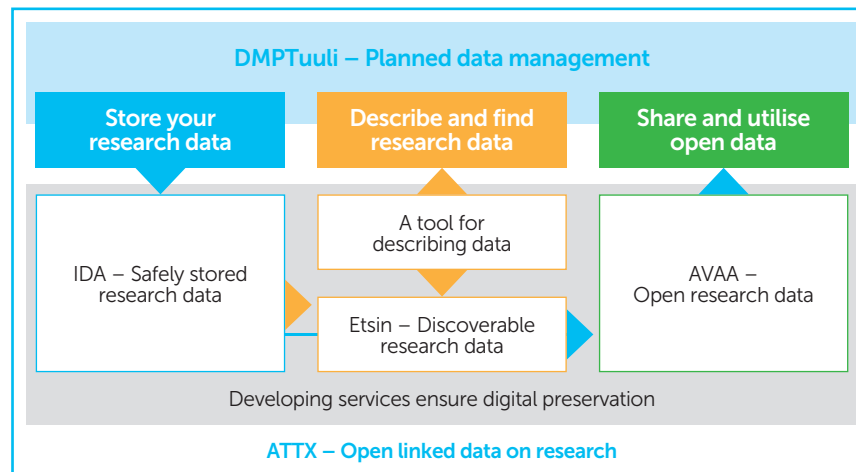 DMPTuuli – Planned data management
Store your
research data
Describe and find
research data
Share and utilise
open data
IDA – Safely stored
research data
A tool for
describing data
Etsin – Discoverable
research data
AVAA –
Open research data
Developing services ensure digital preservation
ATTX – Open linked data on research